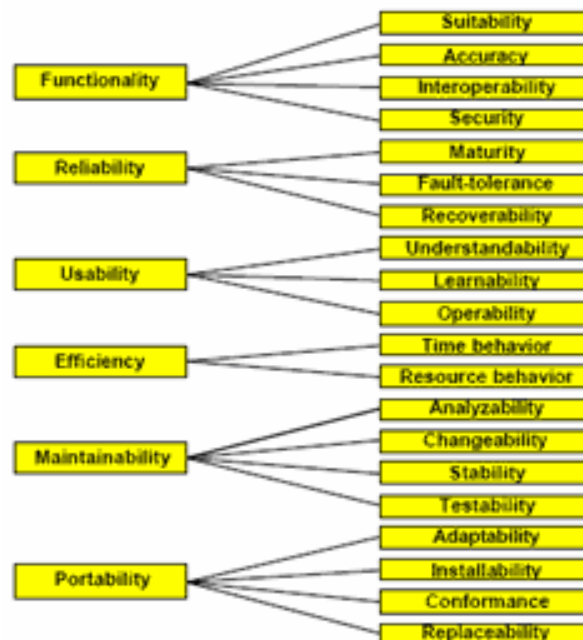 Functionality
Suitability
Accuracy
Interoperability
Security
Reliability
Maturity
Fault-tolerance
Recoverability
Usability
Understandability
Learnability
Operability
Efficiency
Time behavior
Resource behavior
Maintainability
Analyzability
Changeability
Stability
Testability
Portability
Adaptability
Installability
Conformance
Replaceability